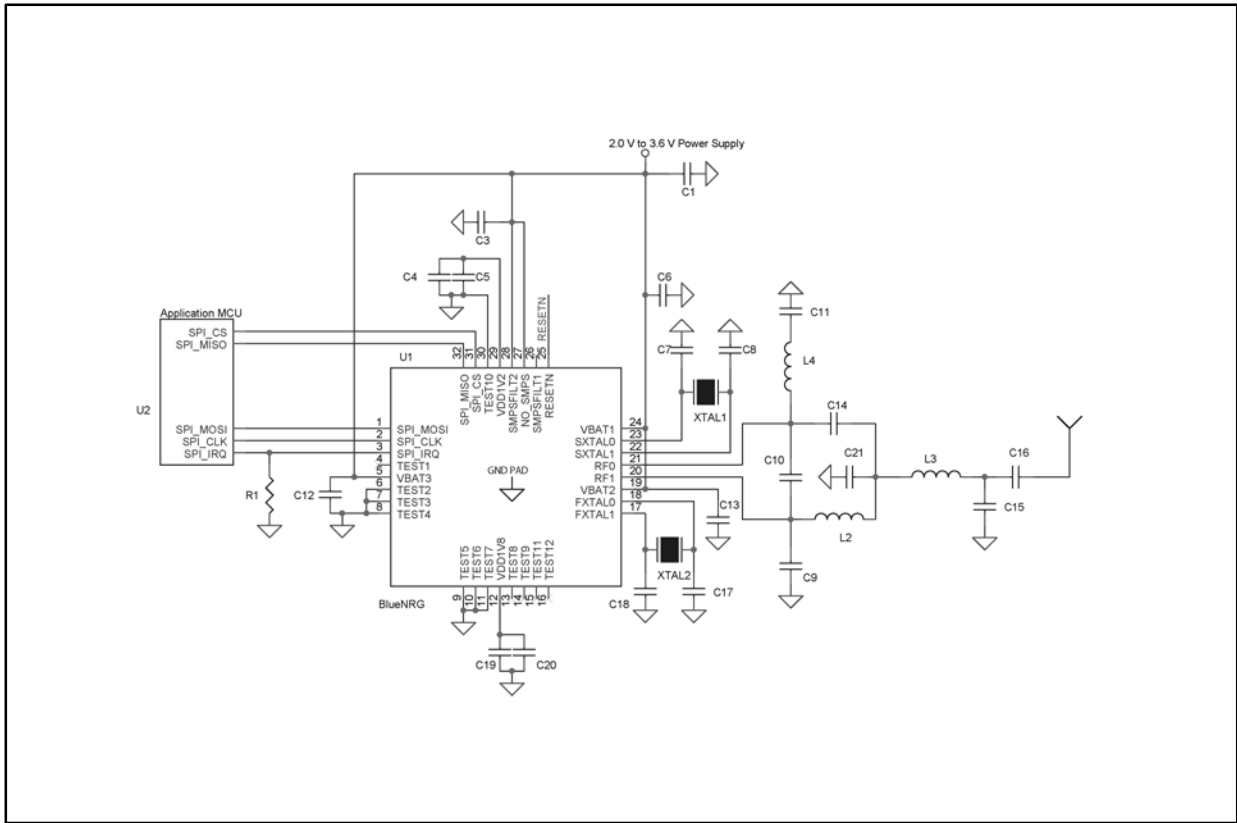 2.0 V to 3.6 V Power Supply
C1
C3
C4
C5
C6
RESETN
C11
Application MCU
SPI_CS
SPI_MISO
U2
SPI_MOSI
SPI_CLK
SPI_IRQ
R1
C12
U1
32
31
30
29
28
27
26
25
SPI_MISO
SPI_CS
TEST10
VDD1V2
SMPSFILT2
NO_SMPS
SMPSFILT1
RESETN
1 SPI_MOSI
2 SPI_CLK
3 SPI_IRQ
4 TEST1
5 VBAT3
6 TEST2
7 TEST3
8 TEST4
GND PAD
VBAT1 24
SXTAL0 23
SXTAL1 22
RF0 21
RF1 20
VBAT2 19
FXTAL0 18
FXTAL1 17
TEST5
TEST6
TEST7
VDD1V8
TEST8
TEST9
TEST11
TEST12
9
10
11
12
13
14
15
16
BlueNRG
C19
C20
C7
C8
XTAL1
L4
C14
C10
C21
L3
C16
C15
L2
C9
C13
XTAL2
C18
C17